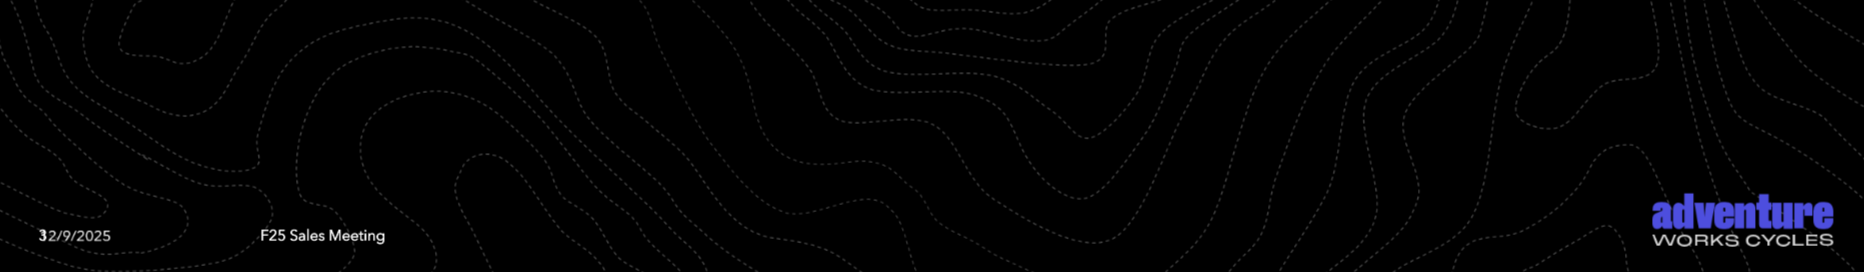 32/9/2025
F25 Sales Meeting
adventure
WORKS CYCLES